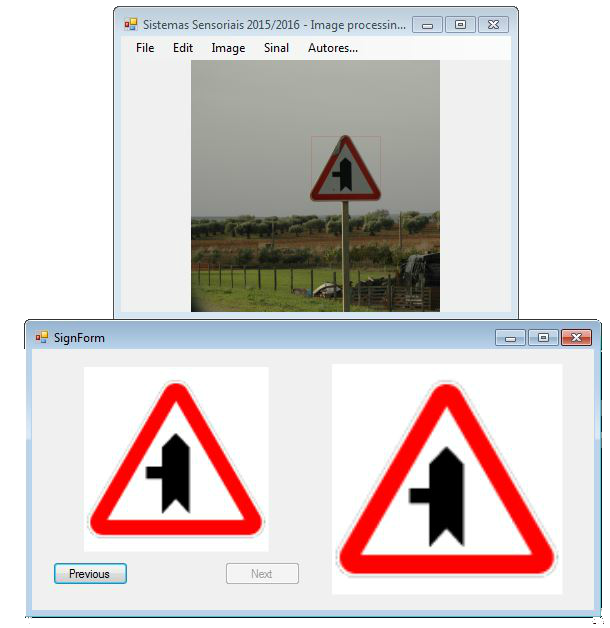 Sistemas Sensoriais 2015/2016 - Image processin...
File Edit Image Sinal Autores...
SignForm
Previous Next